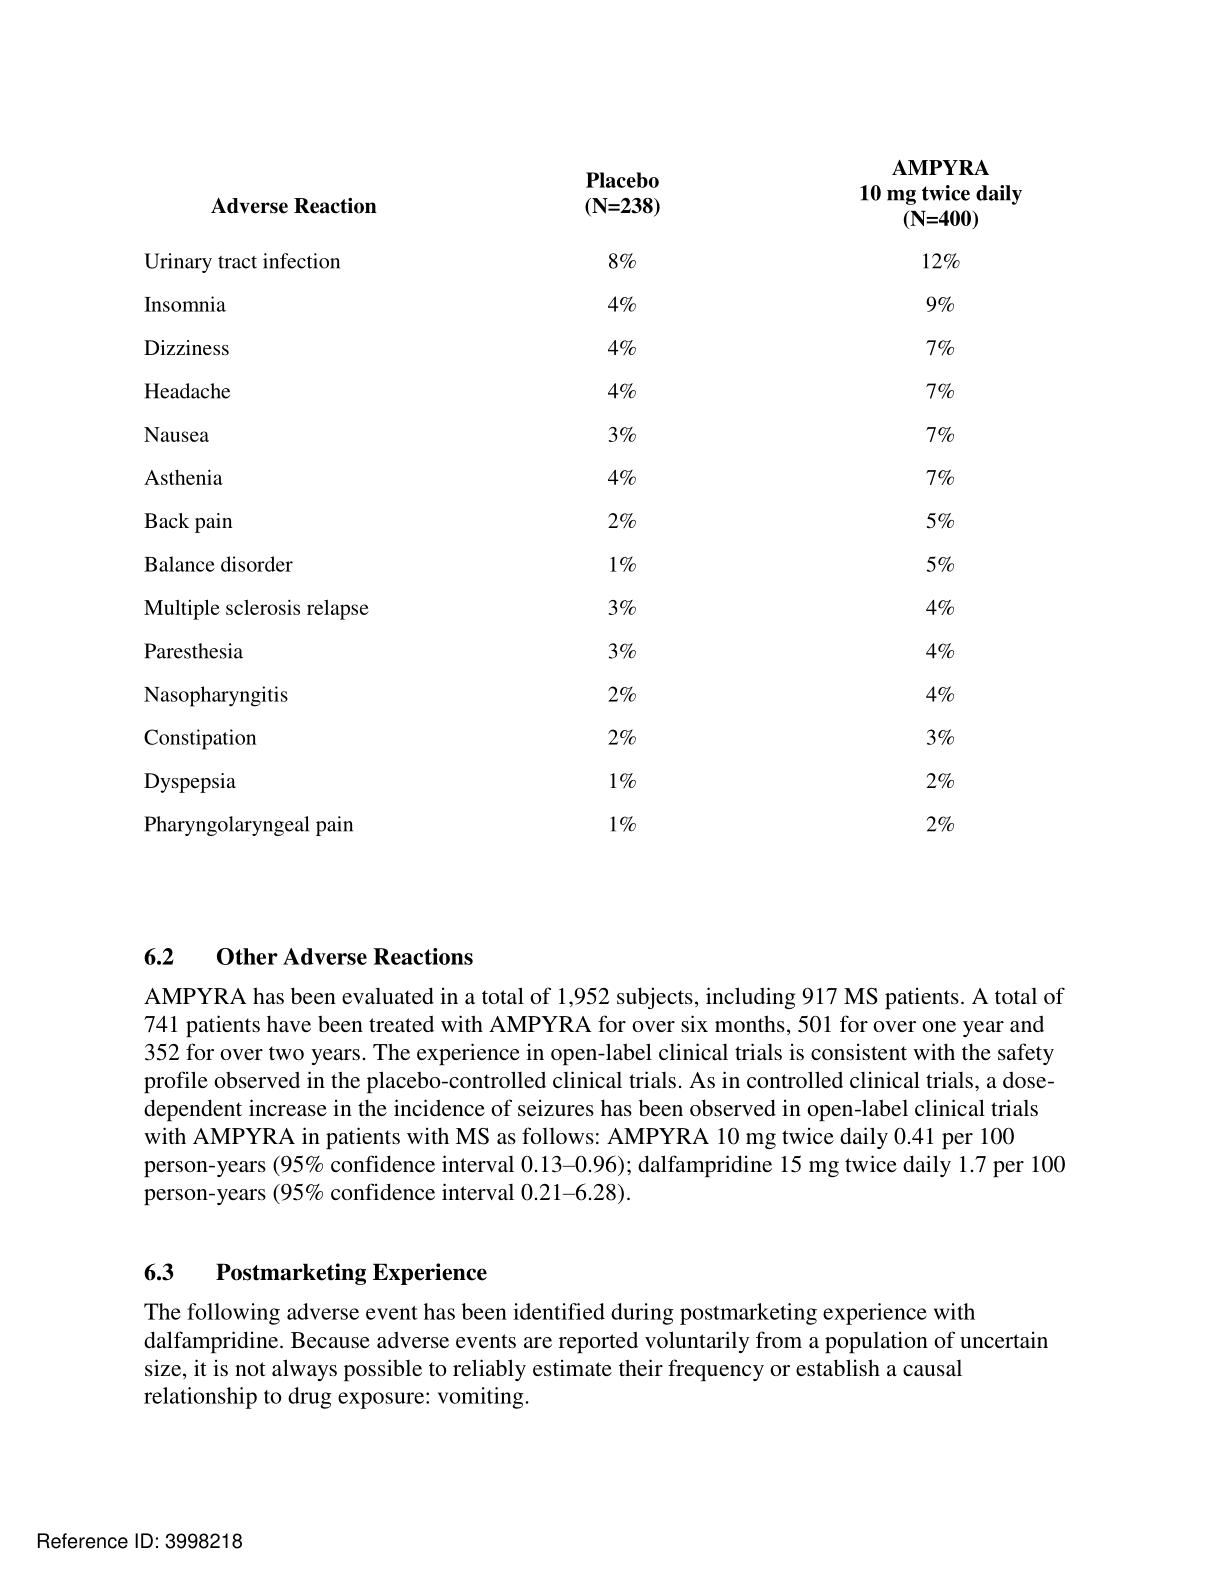 Adverse Reaction Placebo (N=238) AMPYRA 10 mg twice daily (N=400)
Urinary tract infection 8% 12%
Insomnia 4% 9%
Dizziness 4% 7%
Headache 4% 7%
Nausea 3% 7%
Asthenia 4% 7%
Back pain 2% 5%
Balance disorder 1% 5%
Multiple sclerosis relapse 3% 4%
Paresthesia 3% 4%
Nasopharyngitis 2% 4%
Constipation 2% 3%
Dyspepsia 1% 2%
Pharyngolaryngeal pain 1% 2%
6.2 Other Adverse Reactions
AMPYRA has been evaluated in a total of 1,952 subjects, including 917 MS patients. A total of
741 patients have been treated with AMPYRA for over six months, 501 for over one year and
352 for over two years. The experience in open-label clinical trials is consistent with the safety
profile observed in the placebo-controlled clinical trials. As in controlled clinical trials, a dose-
dependent increase in the incidence of seizures has been observed in open-label clinical trials
with AMPYRA in patients with MS as follows: AMPYRA 10 mg twice daily 0.41 per 100
person-years (95% confidence interval 0.13–0.96); dalfampridine 15 mg twice daily 1.7 per 100
person-years (95% confidence interval 0.21–6.28).
6.3 Postmarketing Experience
The following adverse event has been identified during postmarketing experience with
dalfampridine. Because adverse events are reported voluntarily from a population of uncertain
size, it is not always possible to reliably estimate their frequency or establish a causal
relationship to drug exposure: vomiting.
Reference ID: 3998218